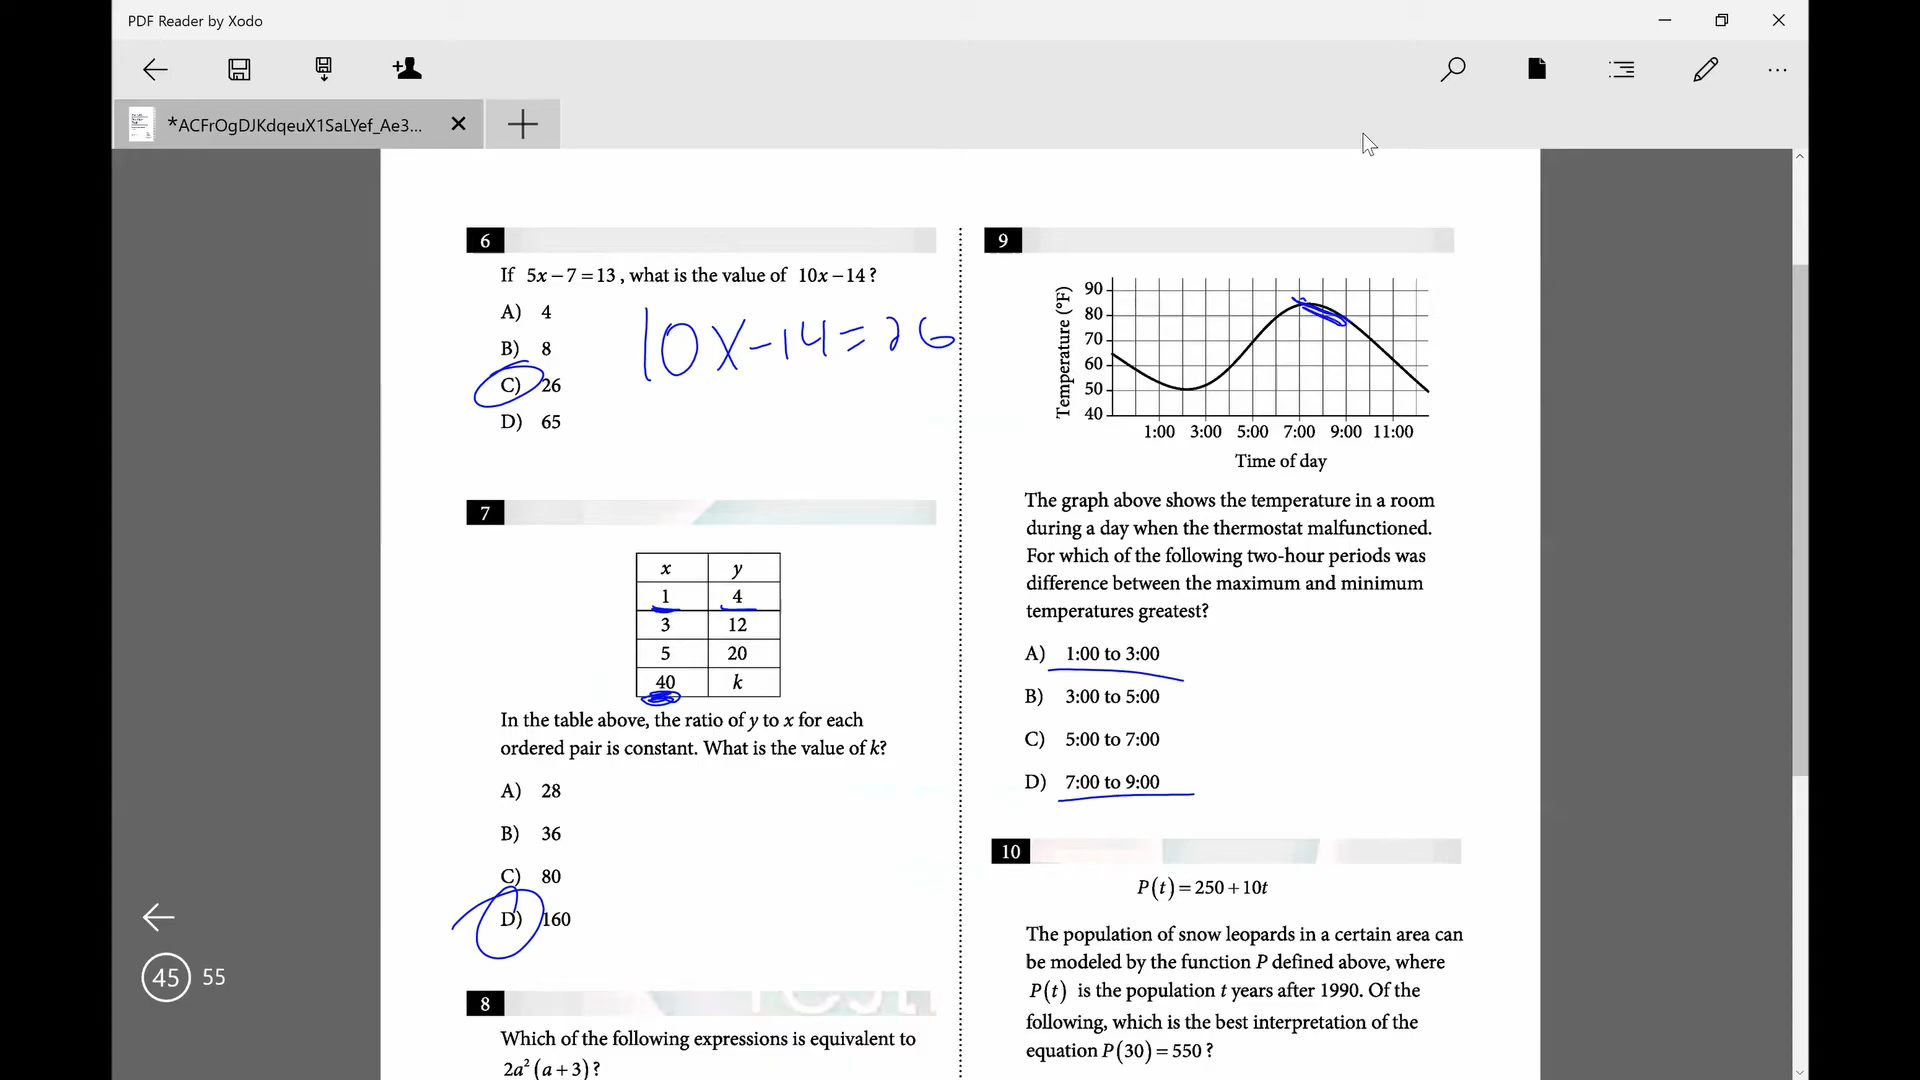 PDF Reader by Xodo
*ACFrOgDJKdqeuX1SaLYef_Ae3...
6
If 5x – 7 = 13 , what is the value of 10x – 14 ?
A) 4
B) 8
C) 26
D) 65
10x-14=26
7
x y
1 4
3 12
5 20
40 k
In the table above, the ratio of y to x for each
ordered pair is constant. What is the value of k?
A) 28
B) 36
C) 80
D) 160
8
Which of the following expressions is equivalent to
2a²(a + 3) ?
9
Temperature (°F)
90
80
70
60
50
40
1:00 3:00 5:00 7:00 9:00 11:00
Time of day
The graph above shows the temperature in a room
during a day when the thermostat malfunctioned.
For which of the following two-hour periods was
difference between the maximum and minimum
temperatures greatest?
A) 1:00 to 3:00
B) 3:00 to 5:00
C) 5:00 to 7:00
D) 7:00 to 9:00
10
P(t) = 250 + 10t
The population of snow leopards in a certain area can
be modeled by the function P defined above, where
P(t) is the population t years after 1990. Of the
following, which is the best interpretation of the
equation P(30) = 550 ?
45 55